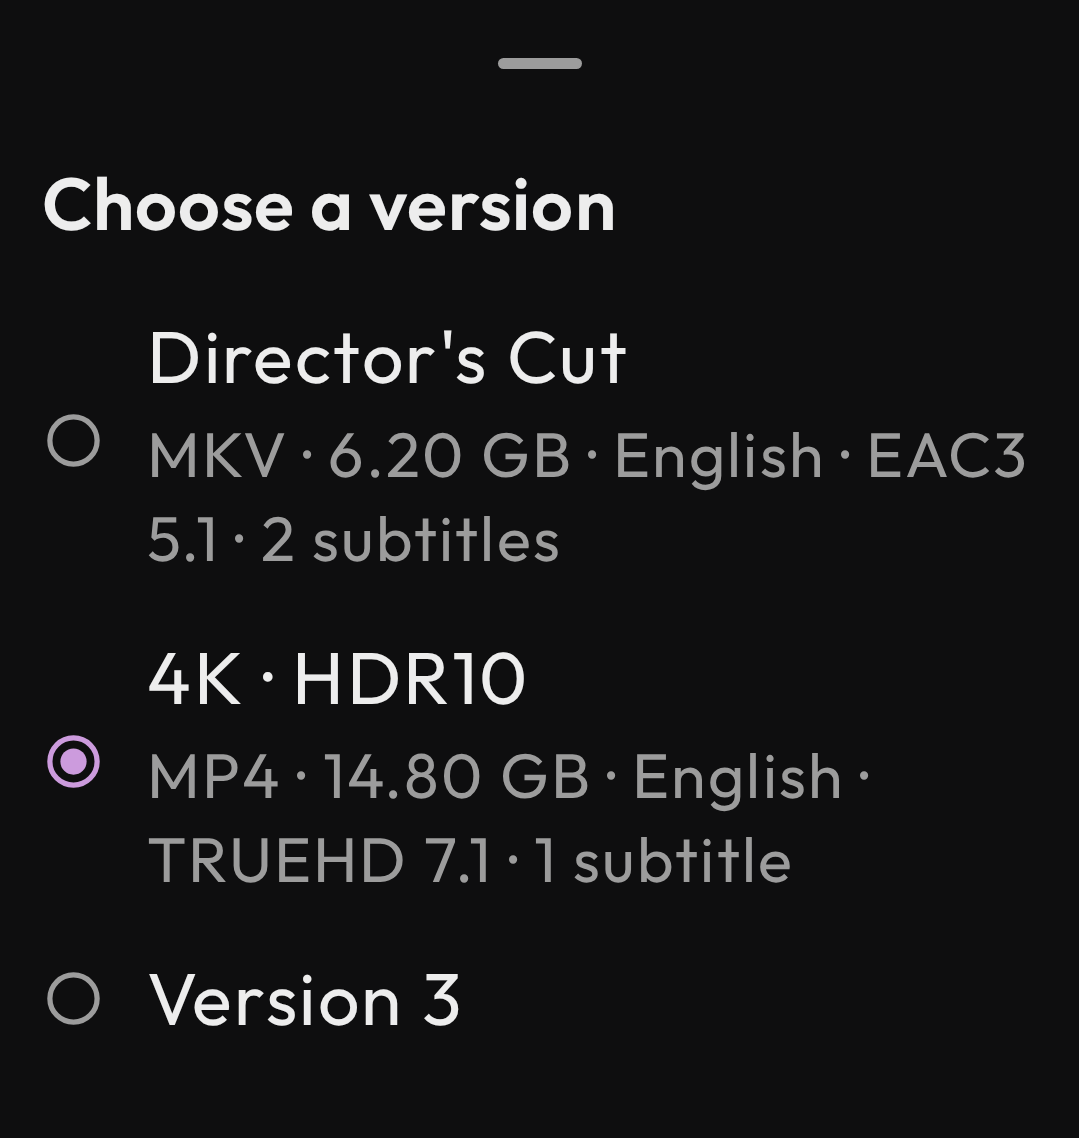 Choose a version
Director's Cut
MKV · 6.20 GB · English · EAC3
5.1 · 2 subtitles
4K · HDR10
MP4 · 14.80 GB · English ·
TRUEHD 7.1 · 1 subtitle
Version 3